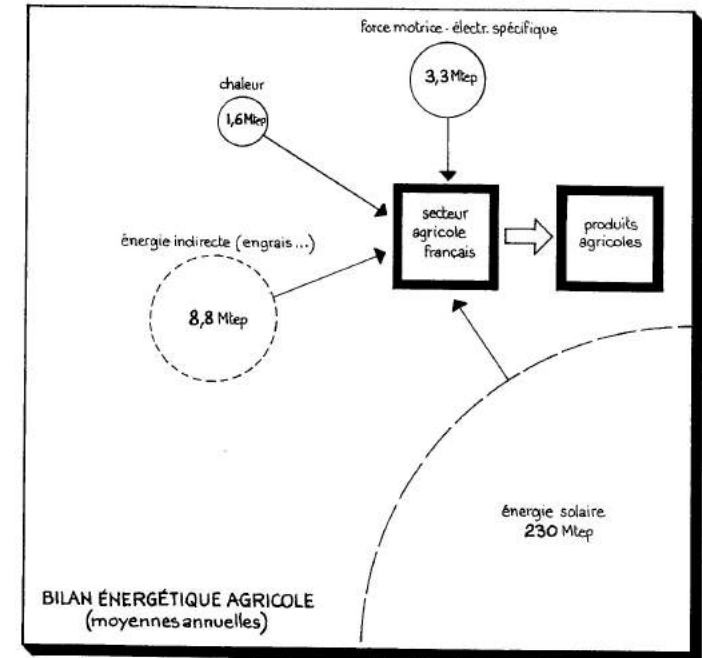 force motrice - électr. spécifique
3,3 Mtep
chaleur
1,6 Mtep
secteur
agricole
français
produits
agricoles
énergie indirecte (engrais ...)
8,8 Mtep
énergie solaire
230 Mtep
BILAN ÉNERGÉTIQUE AGRICOLE
(moyennes annuelles)